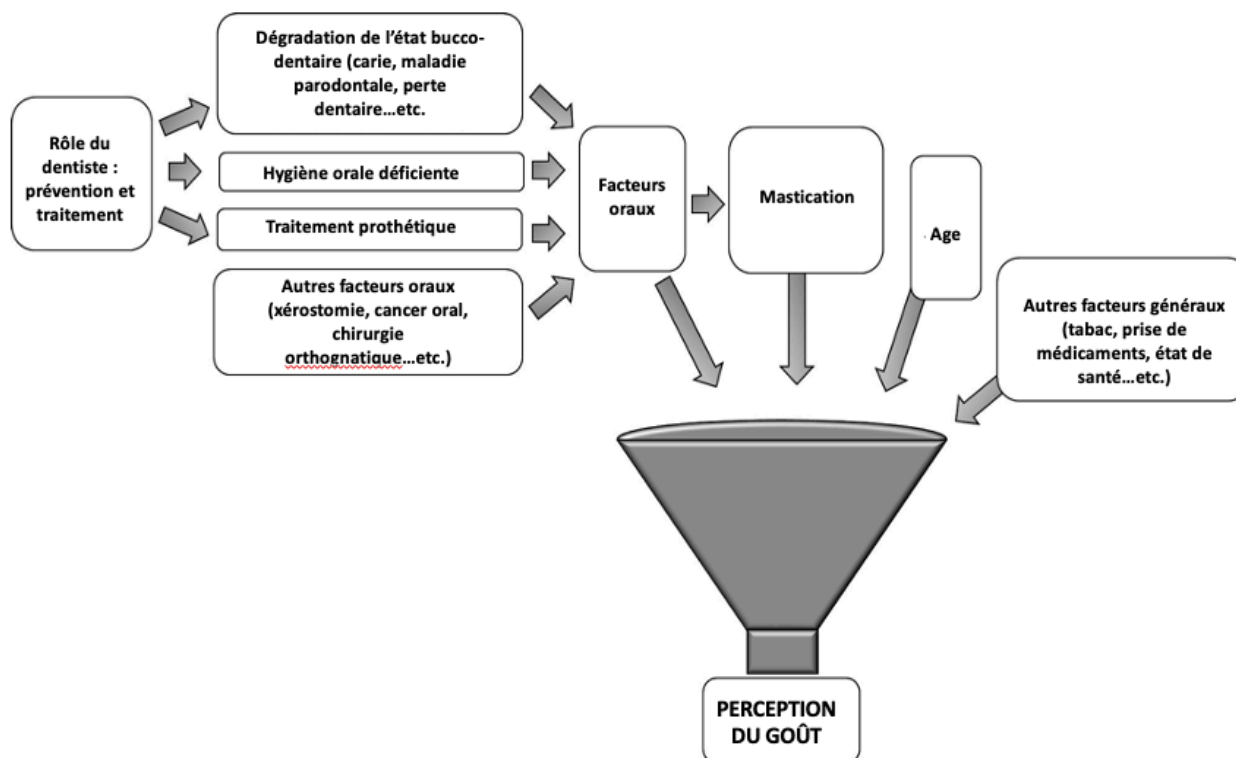 Rôle du
dentiste :
prévention et
traitement
Dégradation de l'état bucco-
dentaire (carie, maladie
parodontale, perte
dentaire...etc.
Hygiène orale déficiente
Traitement prothétique
Autres facteurs oraux
(xérostomie, cancer oral,
chirurgie
orthognatique...etc.)
Facteurs
oraux
Mastication
Age
Autres facteurs généraux
(tabac, prise de
médicaments, état de
santé...etc.)
PERCEPTION
DU GOÛT